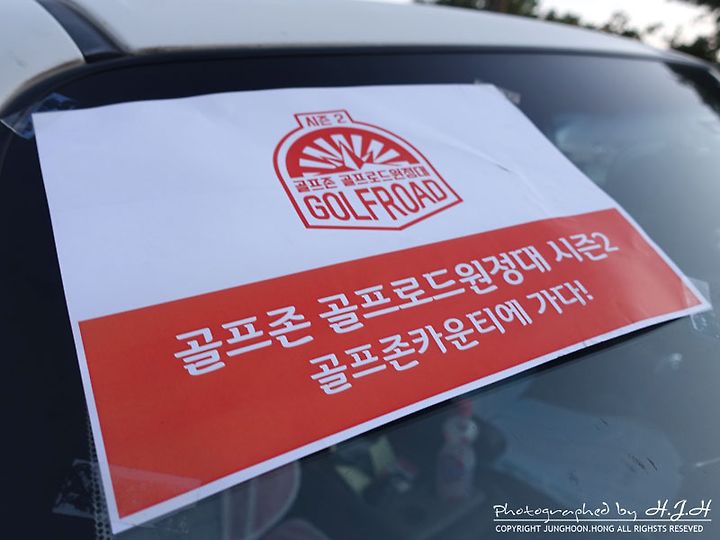 시즌 2
골프존 골프로드원정대
GOLFROAD
골프존 골프로드원정대 시즌2
골프존카운티에 가다!
Photographed by H.J.H
COPYRIGHT JUNGHOON.HONG ALL RIGHSTS RESEVED